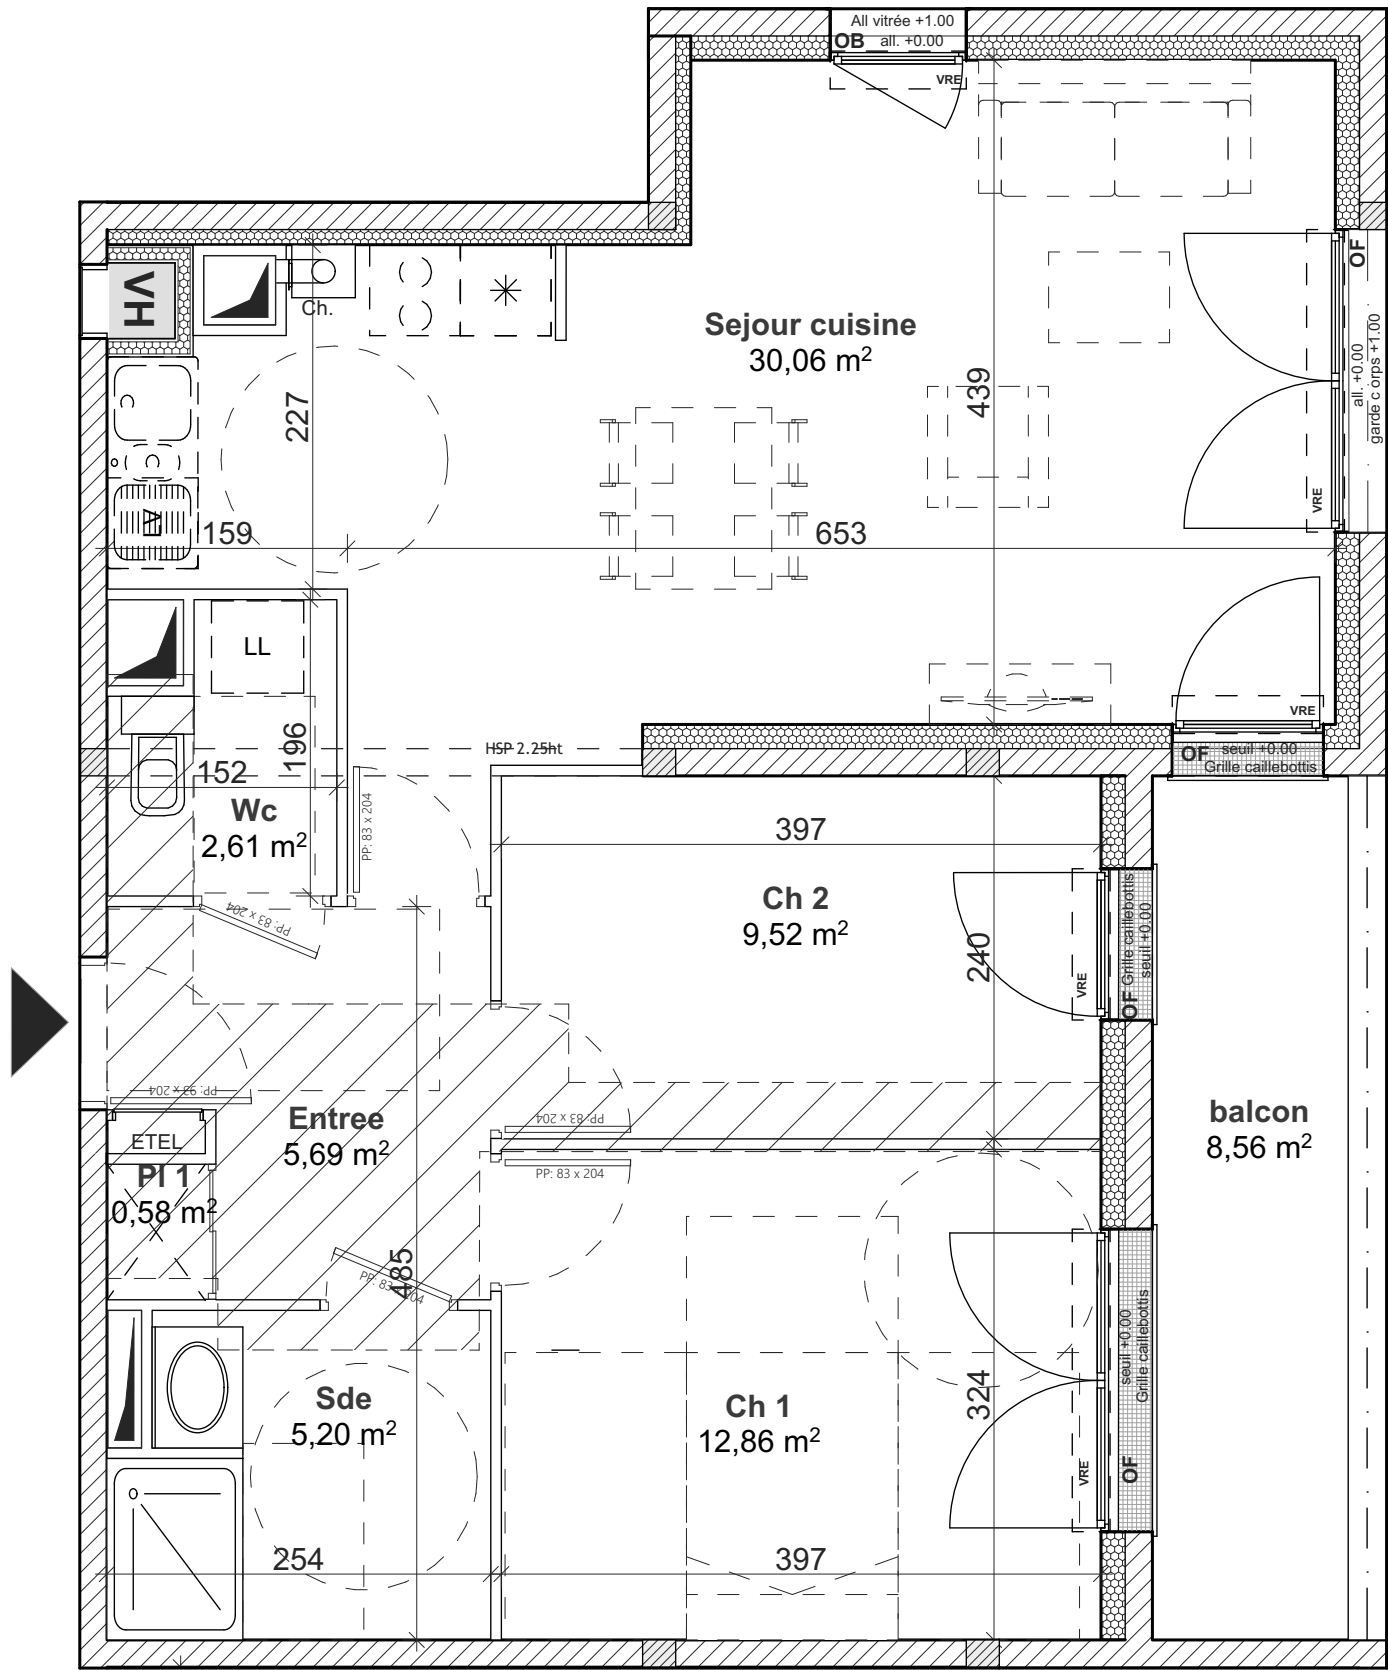 All vitrée +1.00
OB all. +0.00
VRE
OF
all. +0.00
garde c orps +1.00
VRE
VH
Ch.
Sejour cuisine
30,06 m²
227
439
159
653
LL
VRE
HSP 2.25ht
OF seuil +0.00
Grille caillebottis
196
152
Wc
2,61 m²
PP: 83 x 204
397
Ch 2
9,52 m²
PP: 83 x 204
240
VRE
OF Grille caillebottis
seuil +0.00
PP: 93 x 204
ETEL
Entree
5,69 m²
PP: 83 x 204
balcon
8,56 m²
Pl 1
0,58 m²
PP: 83 x 204
485
PP: 83 x 204
Sde
5,20 m²
Ch 1
12,86 m²
324
seuil +0.00
Grille caillebottis
VRE
OF
254
397